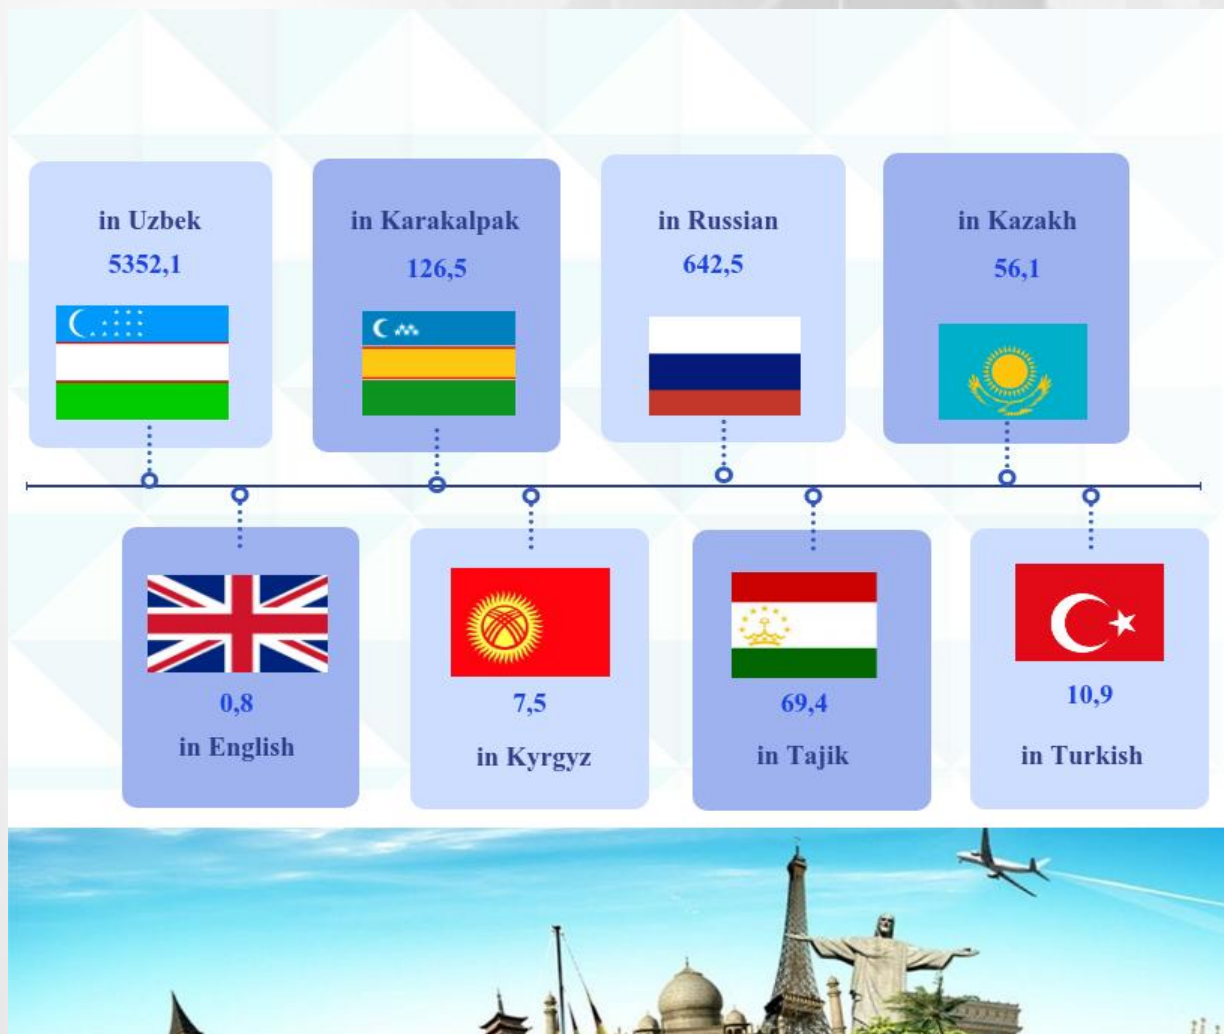 in Uzbek
5352,1
in Karakalpak
126,5
in Russian
642,5
in Kazakh
56,1
0,8
in English
7,5
in Kyrgyz
69,4
in Tajik
10,9
in Turkish